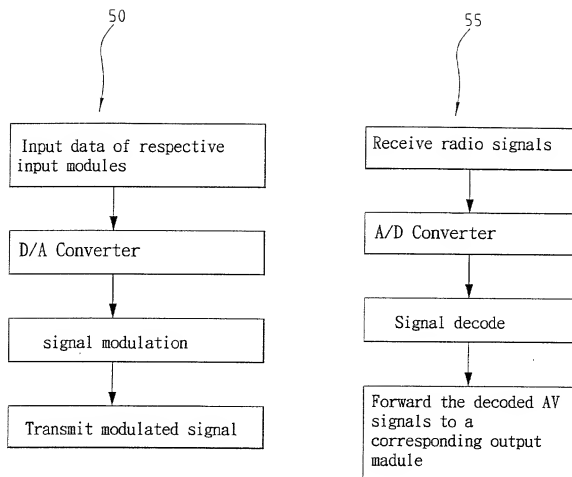 50
Input data of respective
input modules
D/A Converter
signal modulation
Transmit modulated signal
55
Receive radio signals
A/D Converter
Signal decode
Forward the decoded AV
signals to a
corresponding output
madule